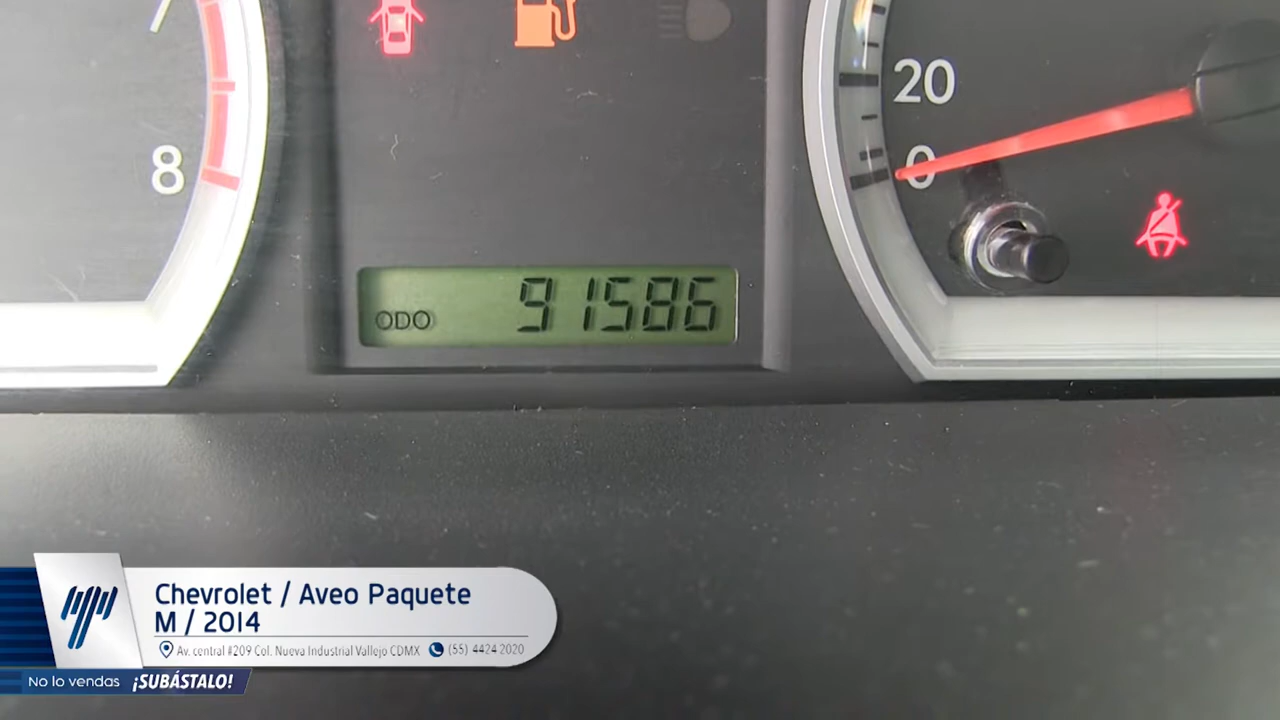 20
8
0
ODO 91586
Chevrolet / Aveo Paquete
M / 2014
Av. central #209 Col. Nueva Industrial Vallejo CDMX (55) 4424 2020
No lo vendas ¡SUBÁSTALO!